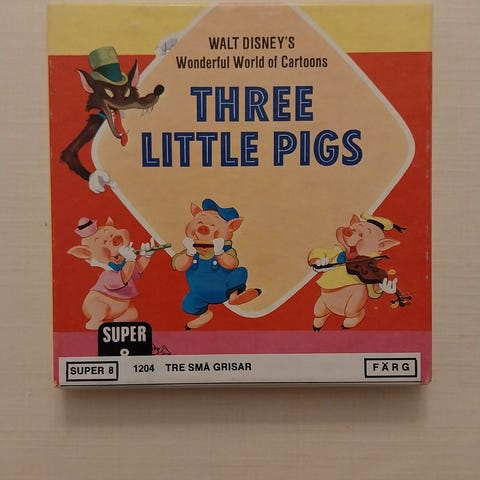 WALT DISNEY'S
Wonderful World of Cartoons
THREE
LITTLE PIGS
SUPER
8
SUPER 8 1204 TRE SMÅ GRISAR FÄRG